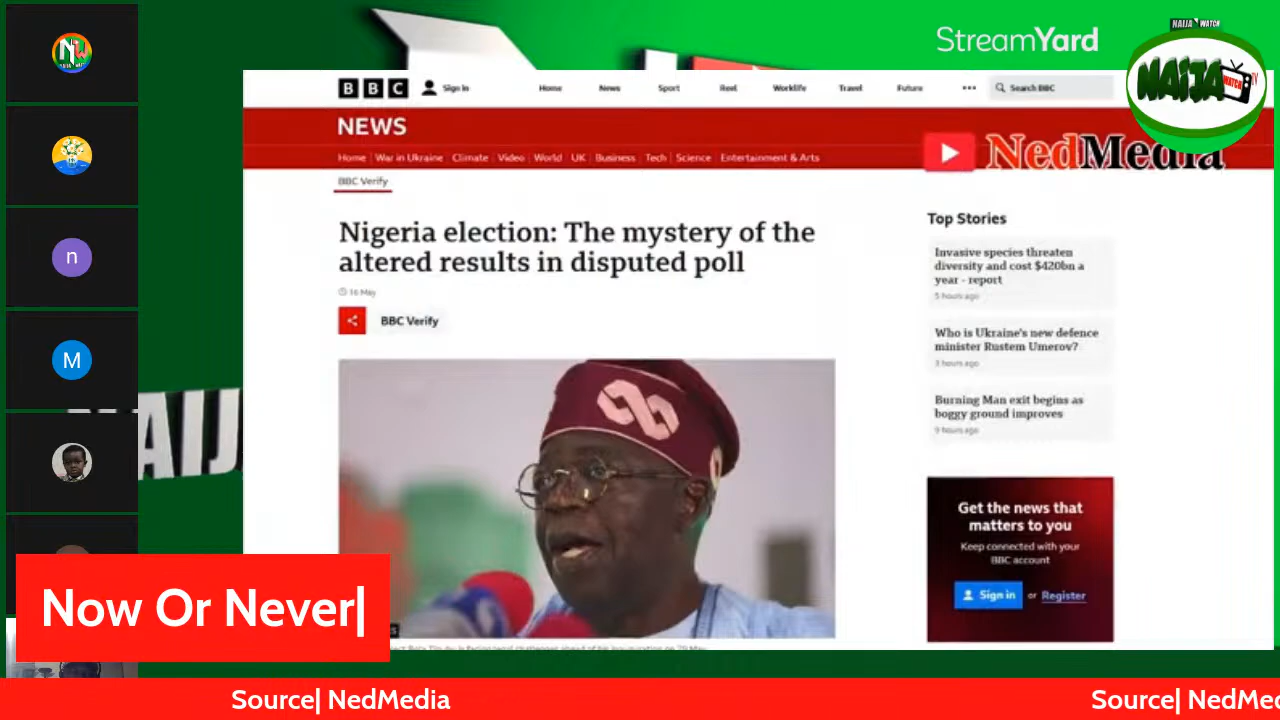 NAIJA WATCH
StreamYard
NAIJA
WATCH TV
BBC
Sign in
Home
News
Sport
Reel
Worklife
Travel
Future
Search BBC
NEWS
NedMedia
Home | War in Ukraine | Climate | Video | World | UK | Business | Tech | Science | Entertainment & Arts
BBC Verify
Nigeria election: The mystery of the
altered results in disputed poll
16 May
BBC Verify
Top Stories
Invasive species threaten
diversity and cost $420bn a
year - report
5 hours ago
Who is Ukraine's new defence
minister Rustem Umerov?
3 hours ago
Burning Man exit begins as
boggy ground improves
9 hours ago
Get the news that
matters to you
Keep connected with your
BBC account
Sign in or Register
n
M
AIJ
Now Or Never|
Source| NedMedia
Source| NedMed